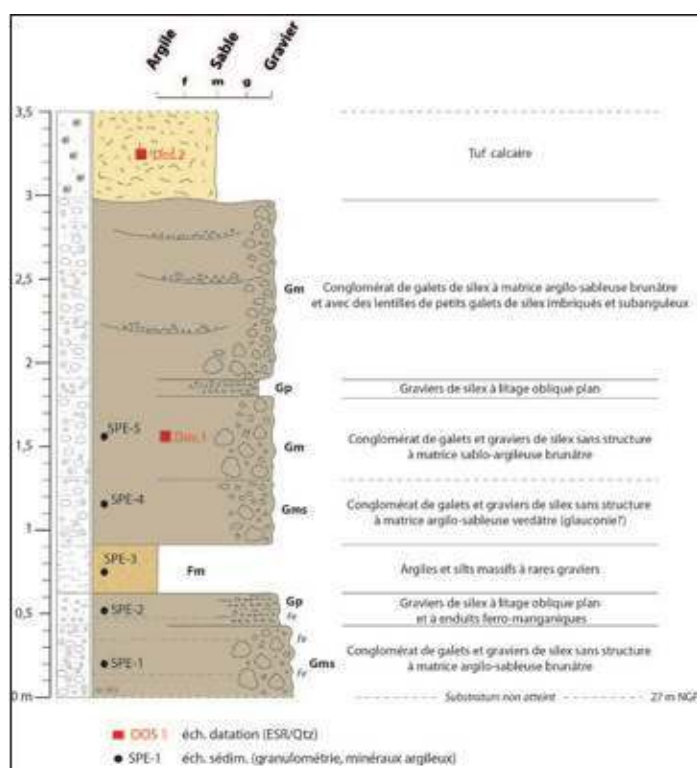 Argile Sable Gravier
f m g
3,5
Dos.2
Tuf calcaire
3
2,5
Gm
Conglomérat de galets de silex à matrice argilo-sableuse brunâtre
et avec des lentilles de petits galets de silex imbriqués et subanguleux
2
Gp
Graviers de silex à litage oblique plan
SPE-5
1,5
Dos.1
Gm
Conglomérat de galets et graviers de silex sans structure
à matrice sablo-argileuse brunâtre
SPE-4
Gms
Conglomérat de galets et graviers de silex sans structure
à matrice argilo-sableuse verdâtre (glauconie?)
1
SPE-3
Fm
Argiles et silts massifs à rares graviers
SPE-2
Gp
0,5
Fe
Graviers de silex à litage oblique plan
et à enduits ferro-manganiques
Fe
SPE-1
Gms
Fe
Conglomérat de galets et graviers de silex sans structure
à matrice argilo-sableuse brunâtre
0 m
Substratum non atteint
27 m NGF
DOS 1 éch. datation (ESR/Qtz)
SPE-1 éch. sédim. (granulométrie, minéraux argileux)